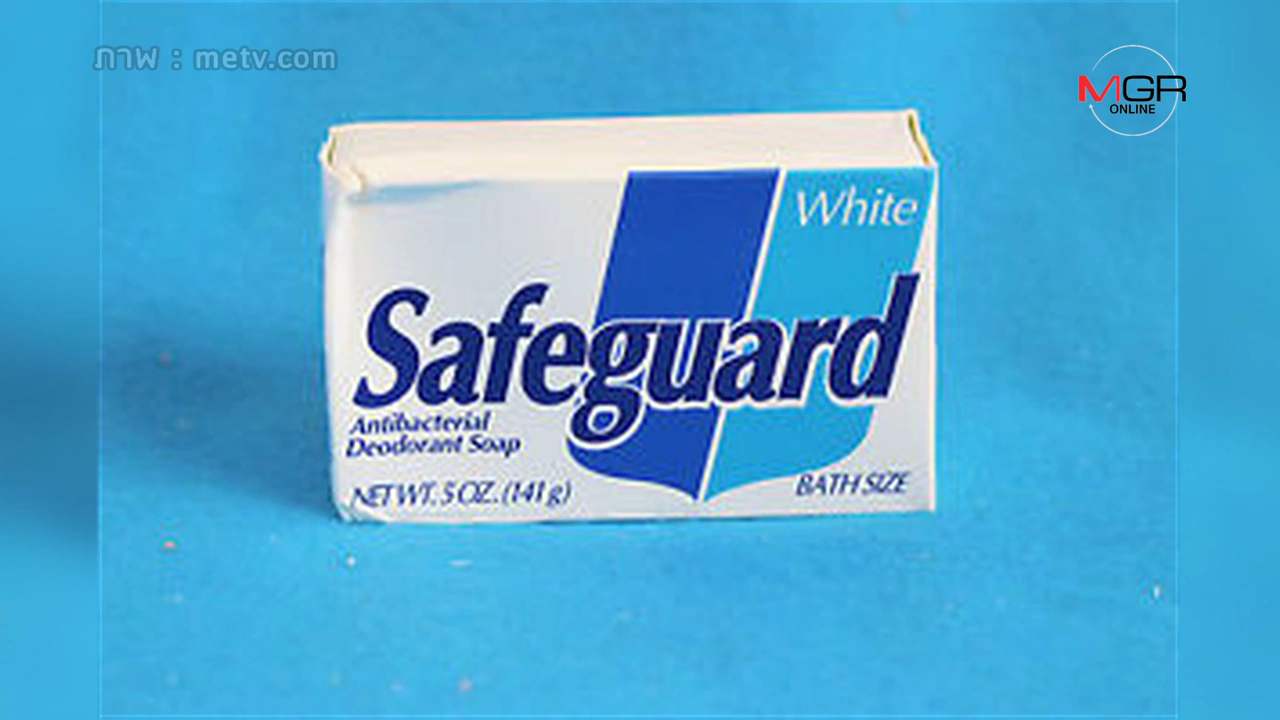 ภาพ : metv.com
MGR
ONLINE
White
Safeguard
Antibacterial
Deodorant Soap
NET WT. 5 OZ. (141 g)
BATH SIZE